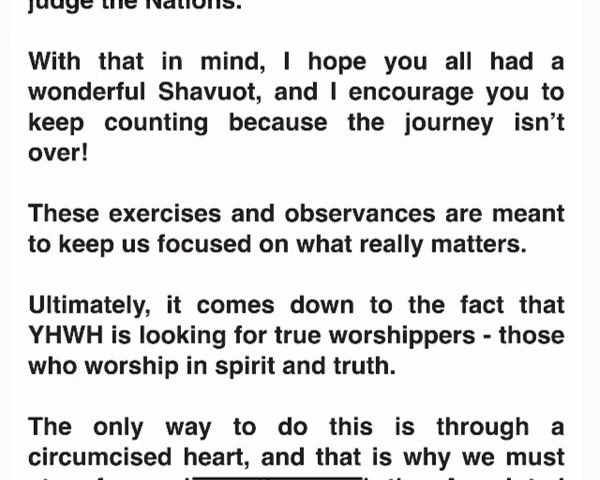 judge the Nations.
With that in mind, I hope you all had a
wonderful Shavuot, and I encourage you to
keep counting because the journey isn't
over!
These exercises and observances are meant
to keep us focused on what really matters.
Ultimately, it comes down to the fact that
YHWH is looking for true worshippers - those
who worship in spirit and truth.
The only way to do this is through a
circumcised heart, and that is why we must